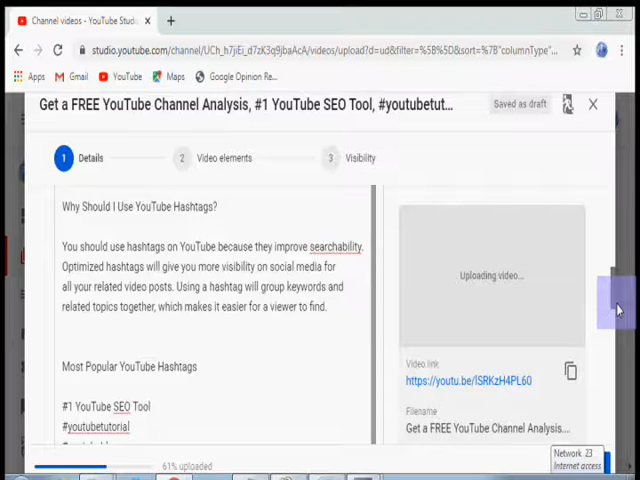 Channel videos - YouTube Studio
studio.youtube.com/channel/UCh_h7jiEj_d7zK3q9jbaAcA/videos/upload?d=ud&filter=%5B%5D&sort=%7B"columnType"...
Apps
Gmail
YouTube
Maps
Google Opinion Re...
Get a FREE YouTube Channel Analysis, #1 YouTube SEO Tool, #youtubetut...
Saved as draft
1 Details
2 Video elements
3 Visibility
Why Should I Use YouTube Hashtags?
You should use hashtags on YouTube because they improve searchability.
Optimized hashtags will give you more visibility on social media for
all your related video posts. Using a hashtag will group keywords and
related topics together, which makes it easier for a viewer to find.
Most Popular YouTube Hashtags
#1 YouTube SEO Tool
#youtubetutorial
Uploading video...
Video link
https://youtu.be/lSRKzH4PL60
Filename
Get a FREE YouTube Channel Analysis....
61% uploaded
Network 23
Internet access